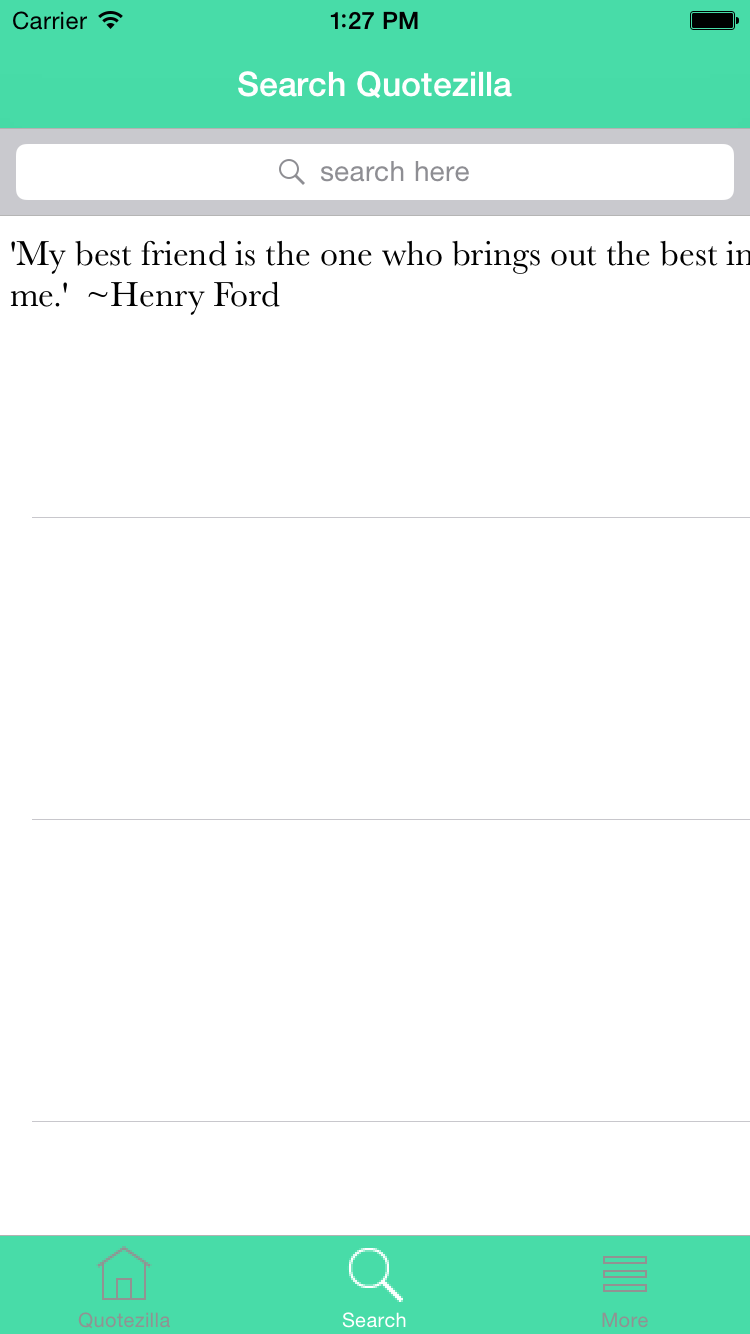 Carrier 1:27 PM
Search Quotezilla
search here
'My best friend is the one who brings out the best in
me.' ~Henry Ford
Quotezilla Search More